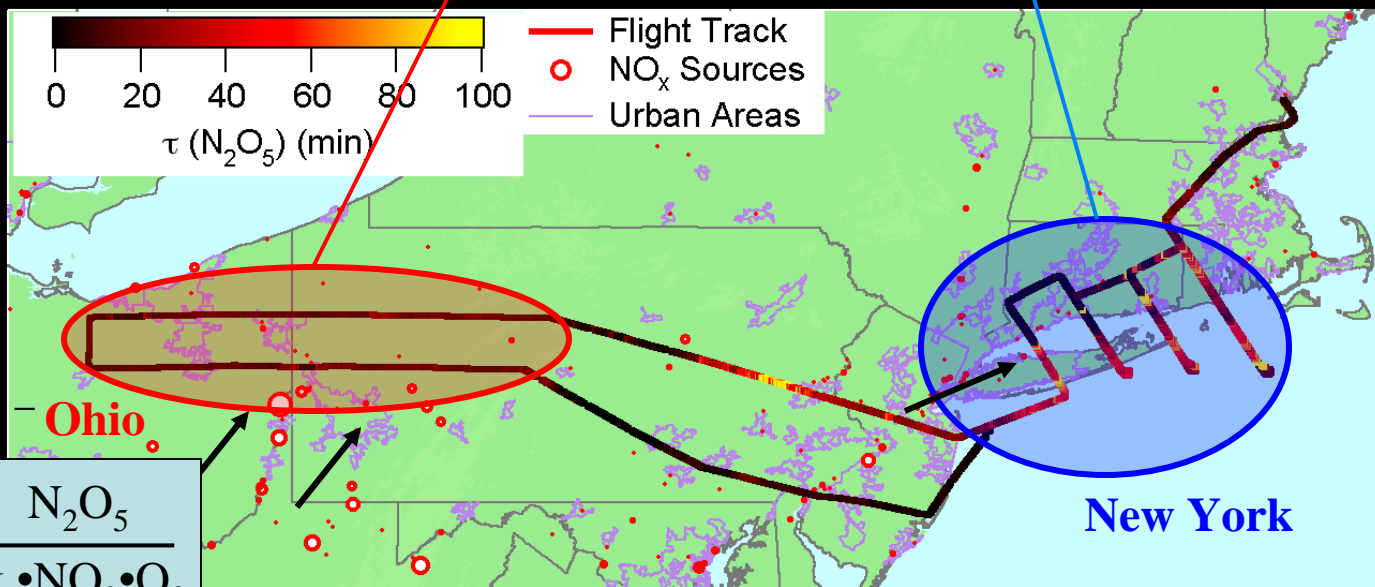 0 20 40 60 80 100
τ (N₂O₅) (min)
Flight Track
NOₓ Sources
Urban Areas
Ohio
New York
N₂O₅